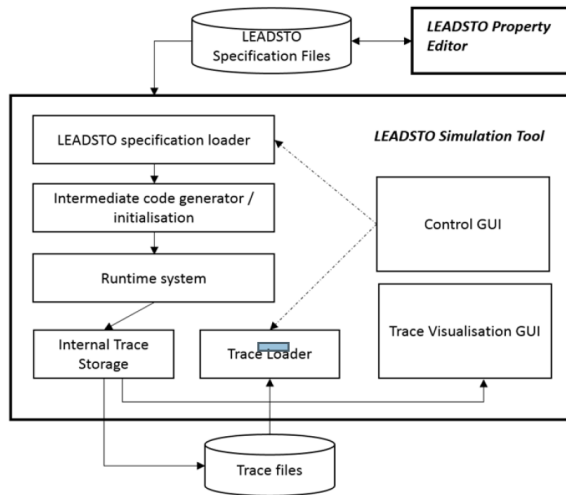 LEADSTO
Specification Files
LEADSTO Property
Editor
LEADSTO specification loader
LEADSTO Simulation Tool
Intermediate code generator /
initialisation
Control GUI
Runtime system
Internal Trace
Storage
Trace Loader
Trace Visualisation GUI
Trace files